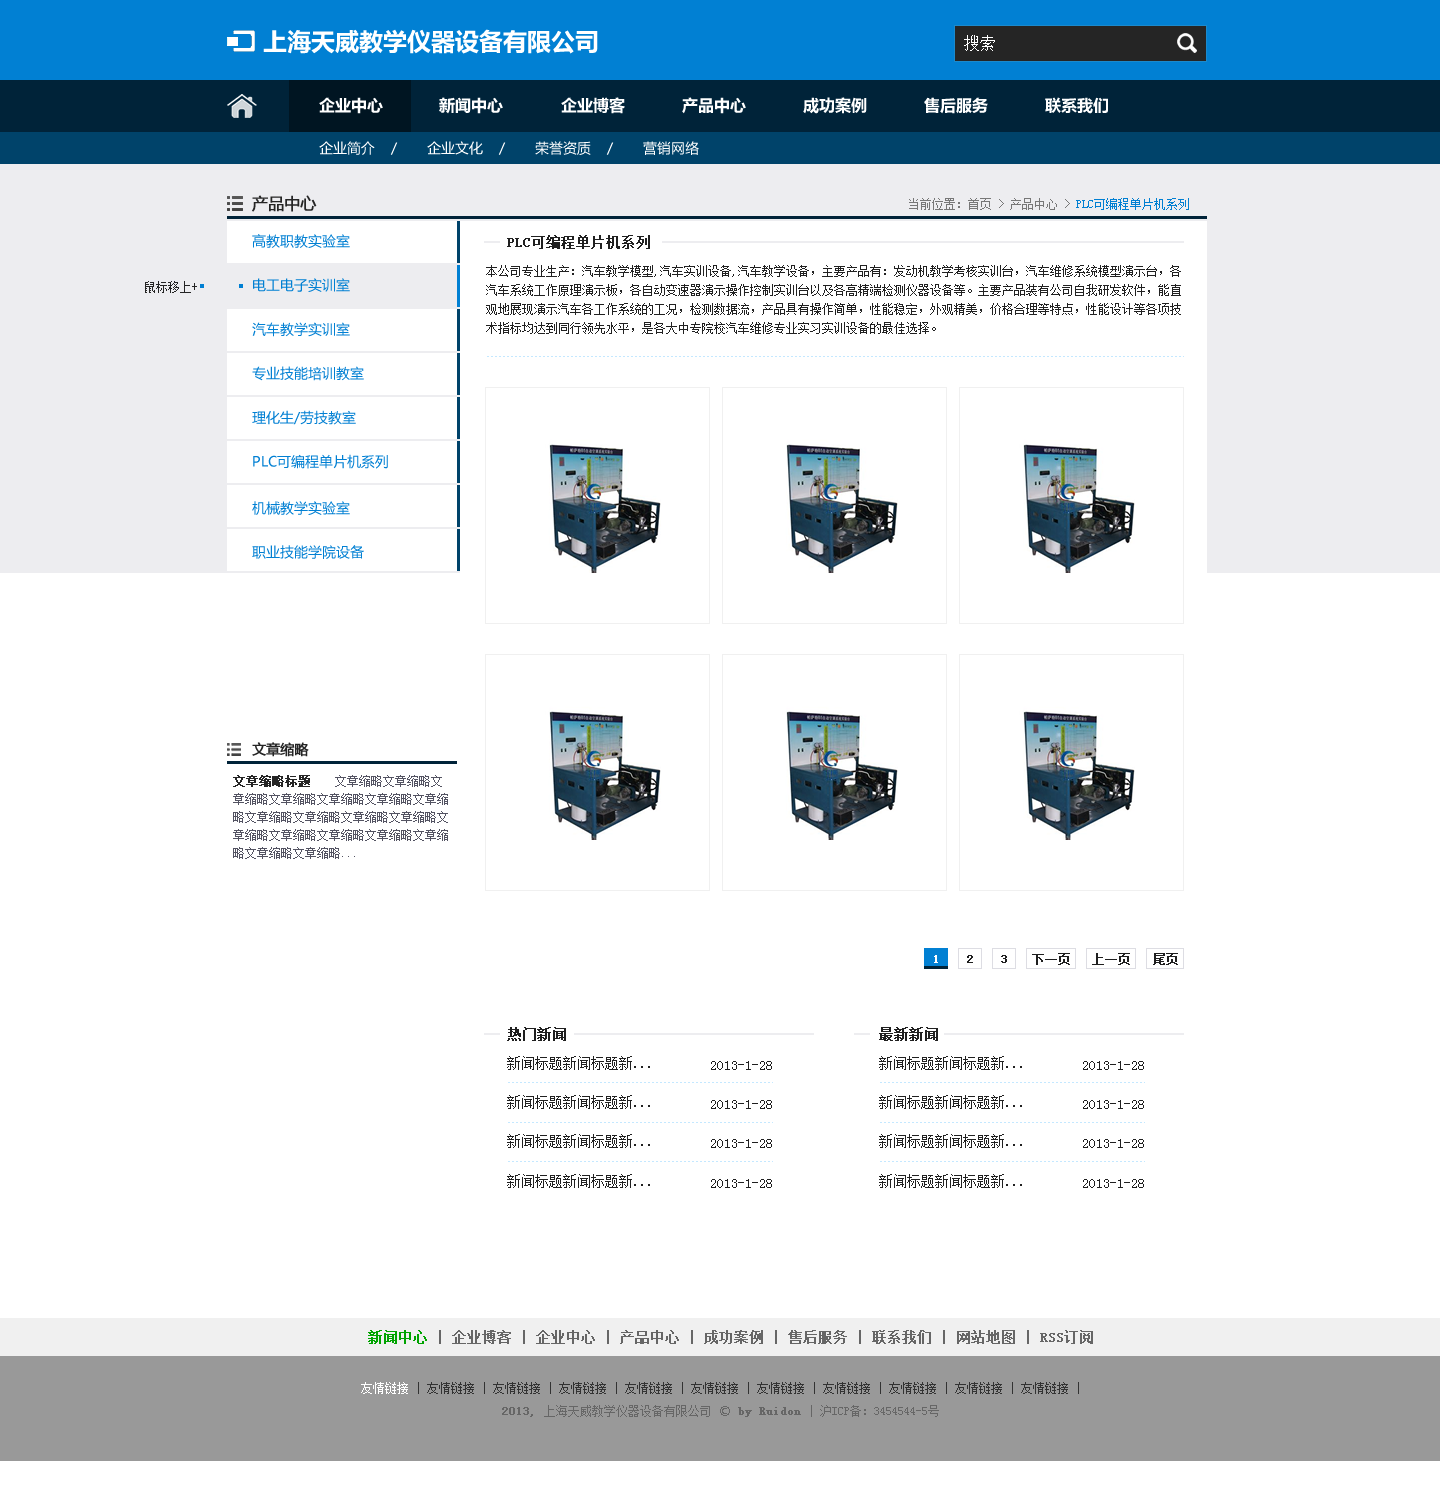 上海天威教学仪器设备有限公司
搜索
企业中心 新闻中心 企业博客 产品中心 成功案例 售后服务 联系我们
企业简介 / 企业文化 / 荣誉资质 / 营销网络
产品中心
当前位置：首页 > 产品中心 > PLC可编程单片机系列
高教职教实验室
鼠标移上+
电工电子实训室
汽车教学实训室
专业技能培训教室
理化生/劳技教室
PLC可编程单片机系列
机械教学实验室
职业技能学院设备
PLC可编程单片机系列
本公司专业生产：汽车教学模型,汽车实训设备,汽车教学设备，主要产品有：发动机教学考核实训台，汽车维修系统模型演示台，各
汽车系统工作原理演示板，各自动变速器演示操作控制实训台以及各高精端检测仪器设备等。主要产品装有公司自我研发软件，能直
观地展现演示汽车各工作系统的工况，检测数据流，产品具有操作简单，性能稳定，外观精美，价格合理等特点，性能设计等各项技
术指标均达到同行领先水平，是各大中专院校汽车维修专业实习实训设备的最佳选择。
文章缩略
文章缩略标题 文章缩略文章缩略文
章缩略文章缩略文章缩略文章缩略文章缩
略文章缩略文章缩略文章缩略文章缩略文
章缩略文章缩略文章缩略文章缩略文章缩
略文章缩略文章缩略...
1 2 3 下一页 上一页 尾页
热门新闻
新闻标题新闻标题新... 2013-1-28
新闻标题新闻标题新... 2013-1-28
新闻标题新闻标题新... 2013-1-28
新闻标题新闻标题新... 2013-1-28
最新新闻
新闻标题新闻标题新... 2013-1-28
新闻标题新闻标题新... 2013-1-28
新闻标题新闻标题新... 2013-1-28
新闻标题新闻标题新... 2013-1-28
新闻中心 | 企业博客 | 企业中心 | 产品中心 | 成功案例 | 售后服务 | 联系我们 | 网站地图 | RSS订阅
友情链接 | 友情链接 | 友情链接 | 友情链接 | 友情链接 | 友情链接 | 友情链接 | 友情链接 | 友情链接 | 友情链接 | 友情链接 |
2013, 上海天威教学仪器设备有限公司 © by Ruidon | 沪ICP备：3454544-5号